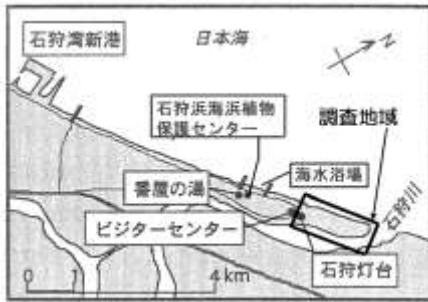 石狩湾新港
日本海
N
石狩浜海浜植物
保護センター
調査地域
海水浴場
番屋の湯
石狩川
ビジターセンター
石狩灯台
0 1 4km